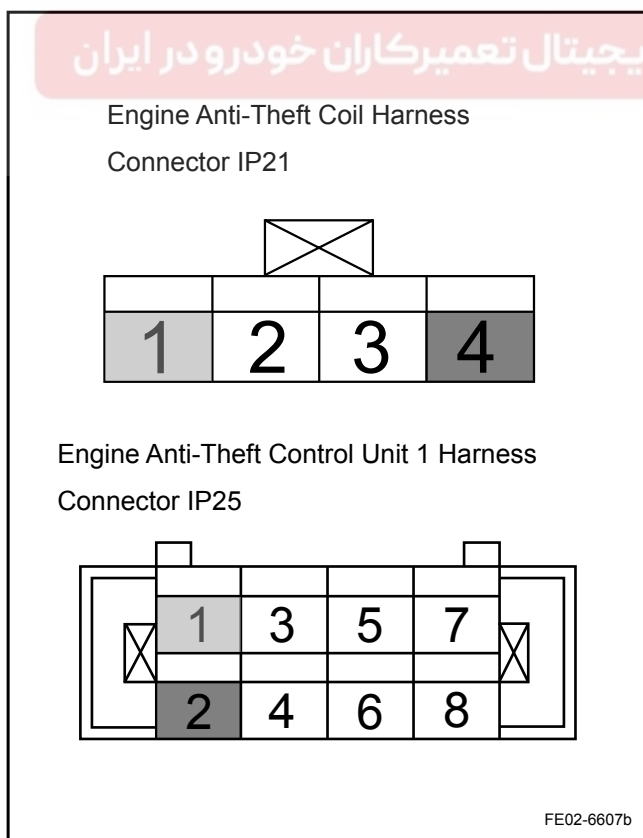 یجیتال تعمیرکاران خودرو در ایران
Engine Anti-Theft Coil Harness
Connector IP21
1 2 3 4
Engine Anti-Theft Control Unit 1 Harness
Connector IP25
1 3 5 7
2 4 6 8
FE02-6607b